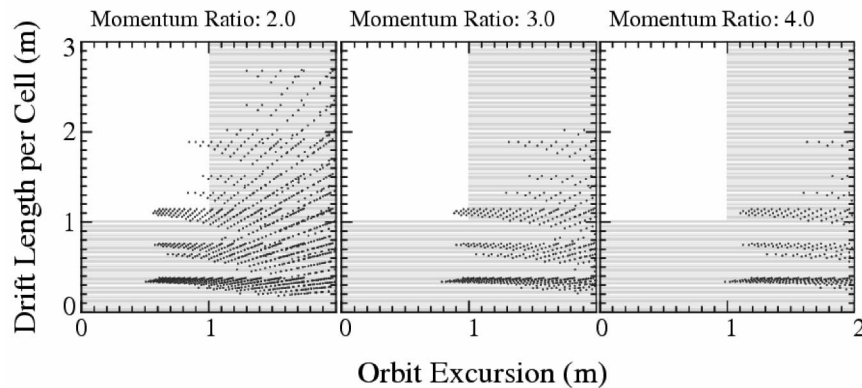 Momentum Ratio: 2.0 Momentum Ratio: 3.0 Momentum Ratio: 4.0
Drift Length per Cell (m)
3
2
1
0
0 1 0 1 0 1 2
Orbit Excursion (m)